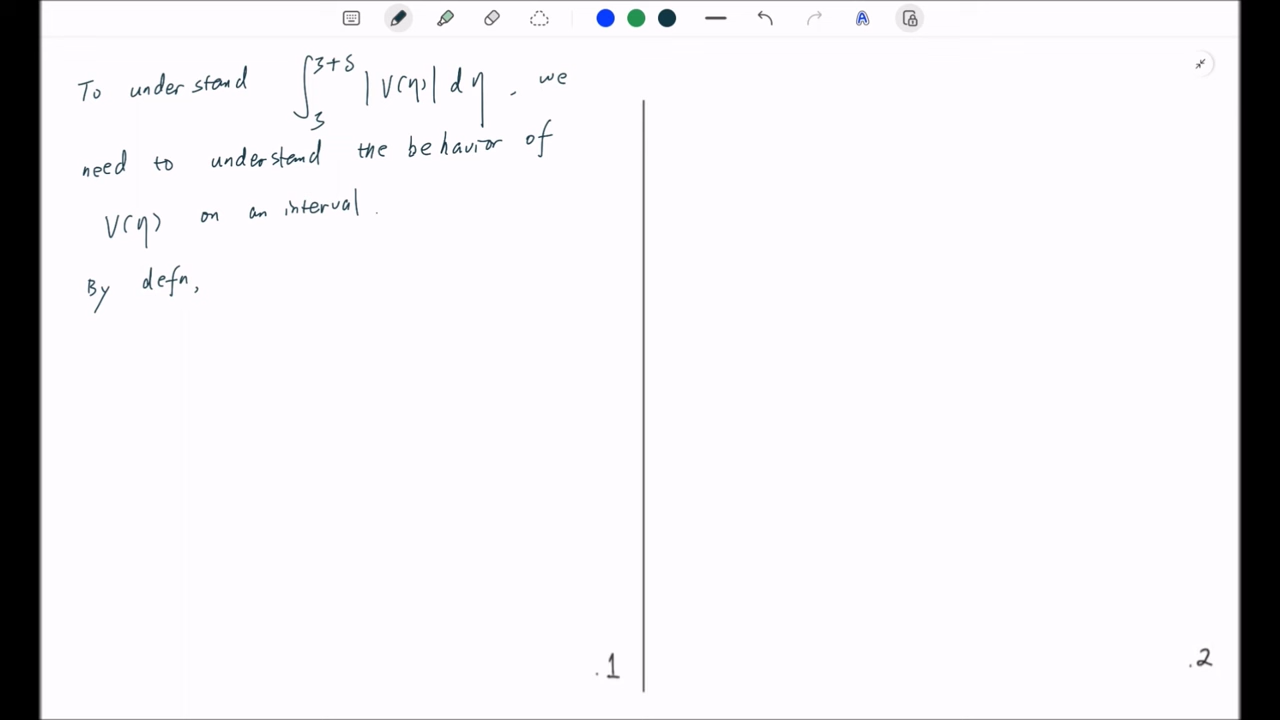 To understand ∫₃^{3+δ} |V(η)| dη, we
need to understand the behavior of
V(η) on an interval.
By defn,
.1
.2